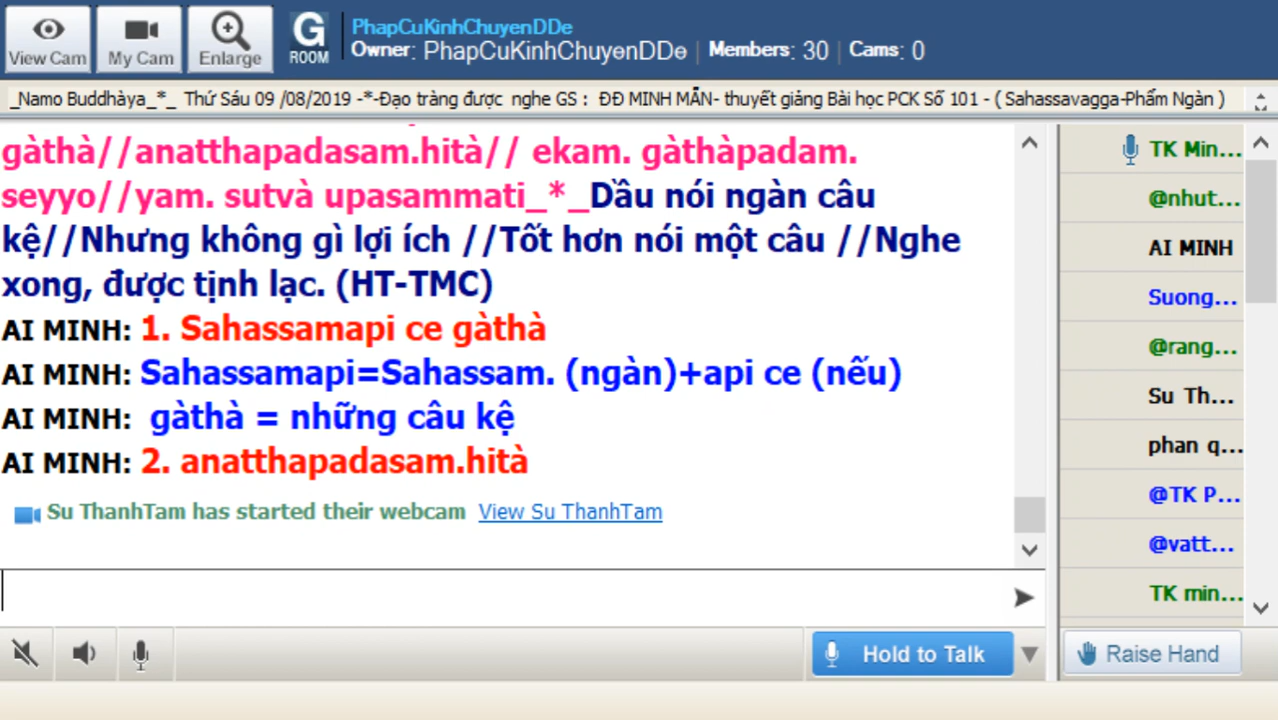 View Cam
My Cam
Enlarge
G ROOM
PhapCuKinhChuyenDDe
Owner: PhapCuKinhChuyenDDe | Members: 30 | Cams: 0
_Namo Buddhàya_*_ Thứ Sáu 09 /08/2019 -*-Đạo tràng được nghe GS : ĐĐ MINH MẪN- thuyết giảng Bài học PCK Số 101 - ( Sahassavagga-Phẩm Ngàn )
gàthà//anatthapadasam.hità// ekam. gàthàpadam.
seyyo//yam. sutvà upasammati_*_Dầu nói ngàn câu
kệ//Nhưng không gì lợi ích //Tốt hơn nói một câu //Nghe
xong, được tịnh lạc. (HT-TMC)
AI MINH: 1. Sahassamapi ce gàthà
AI MINH: Sahassamapi=Sahassam. (ngàn)+api ce (nếu)
AI MINH: gàthà = những câu kệ
AI MINH: 2. anatthapadasam.hità
Su ThanhTam has started their webcam View Su ThanhTam
TK Min...
@nhut...
AI MINH
Suong...
@rang...
Su Th...
phan q...
@TK P...
@vatt...
TK min...
Hold to Talk
Raise Hand